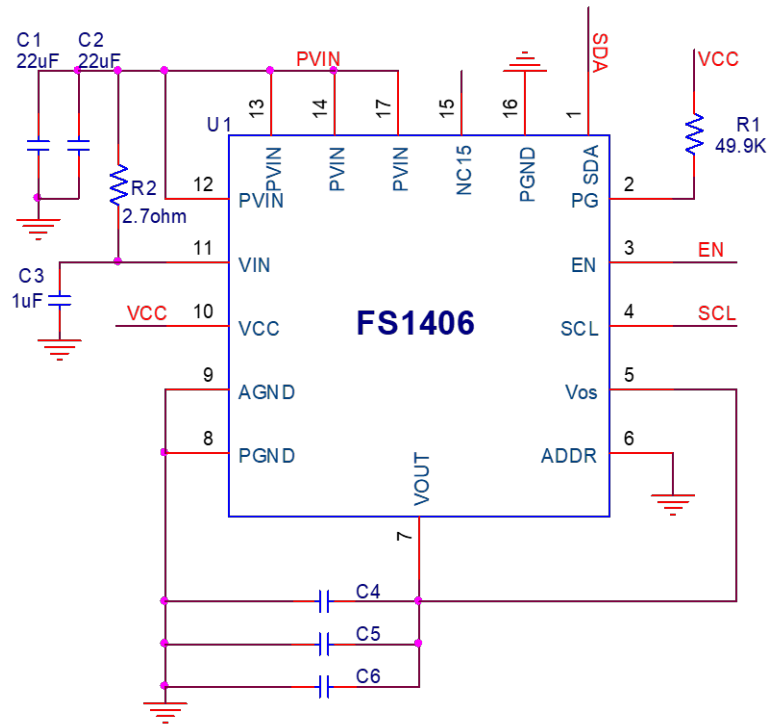 C1 C2
22uF 22uF
PVIN
SDA
VCC
13
14
17
15
16
1
U1
R1
49.9K
PVIN
PVIN
PVIN
NC15
PGND
SDA
12
PVIN
R2
2.7ohm
PG
2
11
VIN
EN
3
EN
C3
1uF
VCC
10
VCC
FS1406
SCL
4
SCL
9
AGND
Vos
5
8
PGND
ADDR
6
VOUT
7
C4
C5
C6